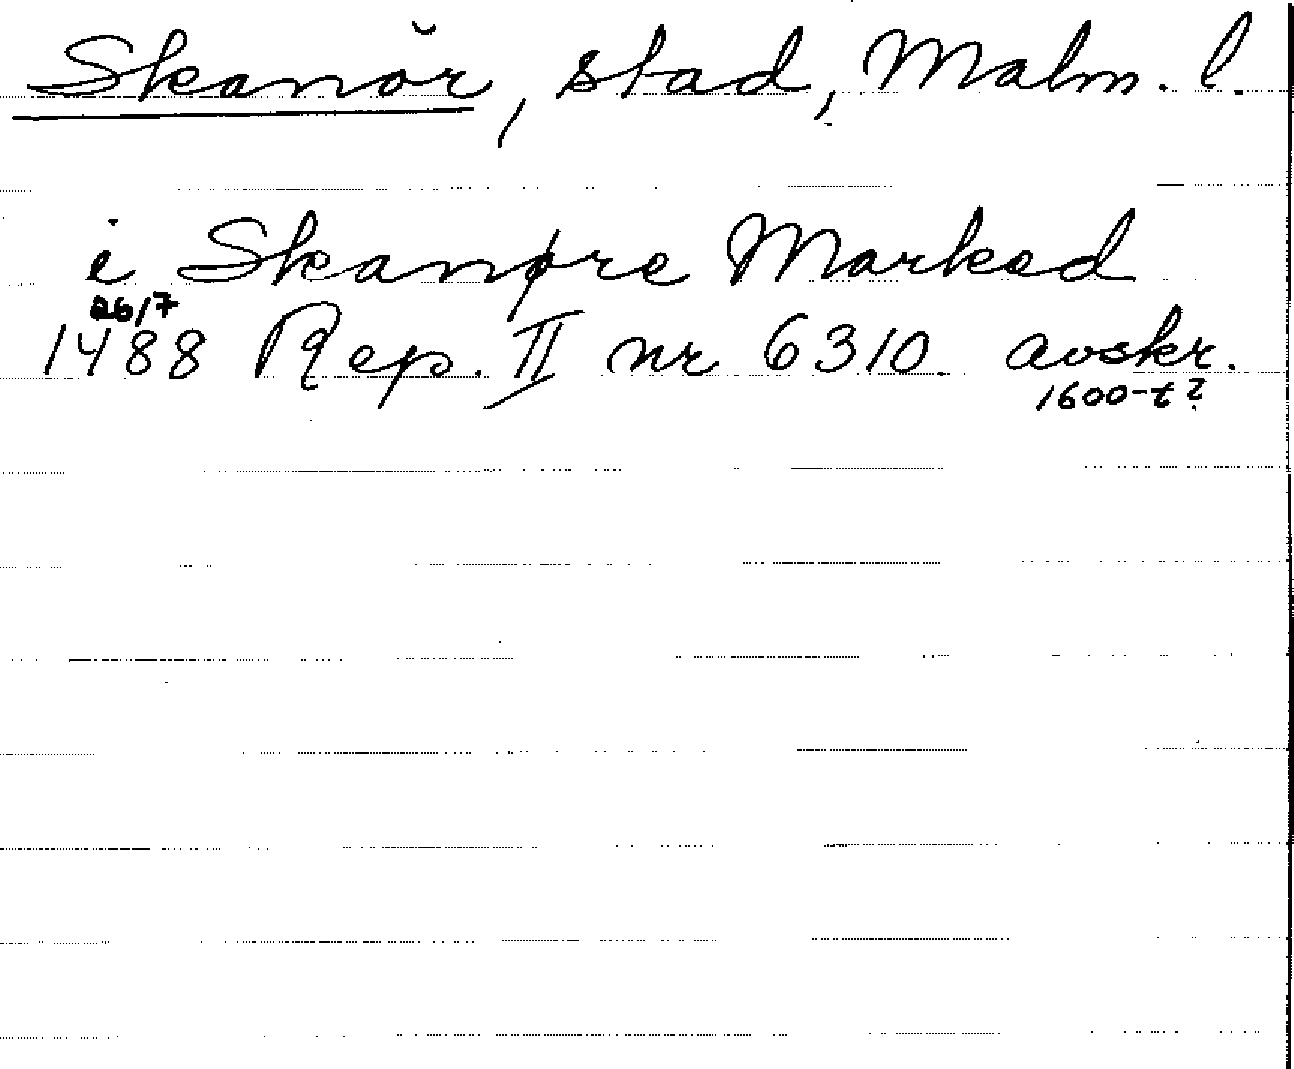 Skanör, stad, Malm. l.
i Skanøre Marked
26/7
1488 Rep. II nr 6310 avskr.
1600-t?